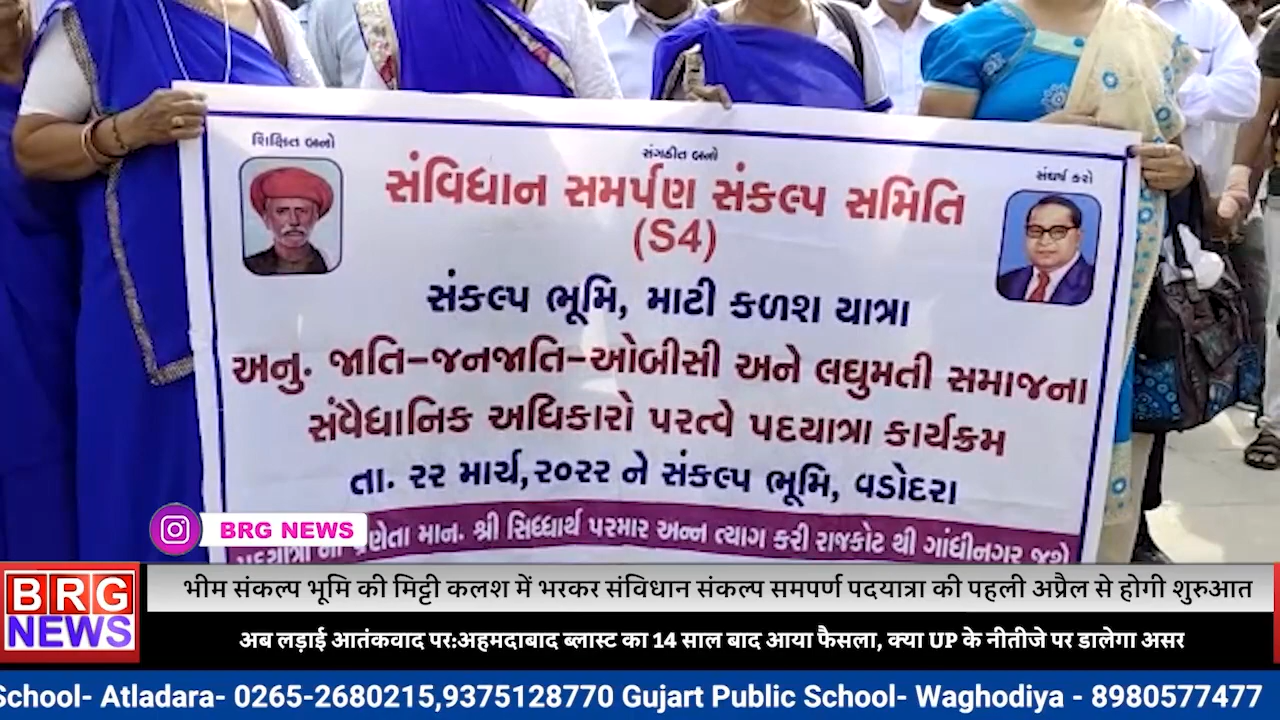 શિક્ષિત બનો
સંગઠીત બનો
સંઘર્ષ કરો
સંવિધાન સમર્પણ સંકલ્પ સમિતિ
(S4)
સંકલ્પ ભૂમિ, માટી કળશ યાત્રા
અનુ. જાતિ-જનજાતિ-ઓબીસી અને લઘુમતી સમાજના
સંવૈધાનિક અધિકારો પરત્વે પદયાત્રા કાર્યક્રમ
તા. ૨૨ માર્ચ,૨૦૨૨ ને સંકલ્પ ભૂમિ, વડોદરા
માન. શ્રી સિધ્ધાર્થ પરમાર અન્ન ત્યાગ કરી રાજકોટ થી ગાંધીનગર જશે
BRG NEWS
भीम संकल्प भूमि की मिट्टी कलश में भरकर संविधान संकल्प समपर्ण पदयात्रा की पहली अप्रैल से होगी शुरुआत
BRG
NEWS
अब लड़ाई आतंकवाद पर:अहमदाबाद ब्लास्ट का 14 साल बाद आया फैसला, क्या UP के नीतीजे पर डालेगा असर
School- Atladara- 0265-2680215,9375128770 Gujart Public School- Waghodiya - 8980577477